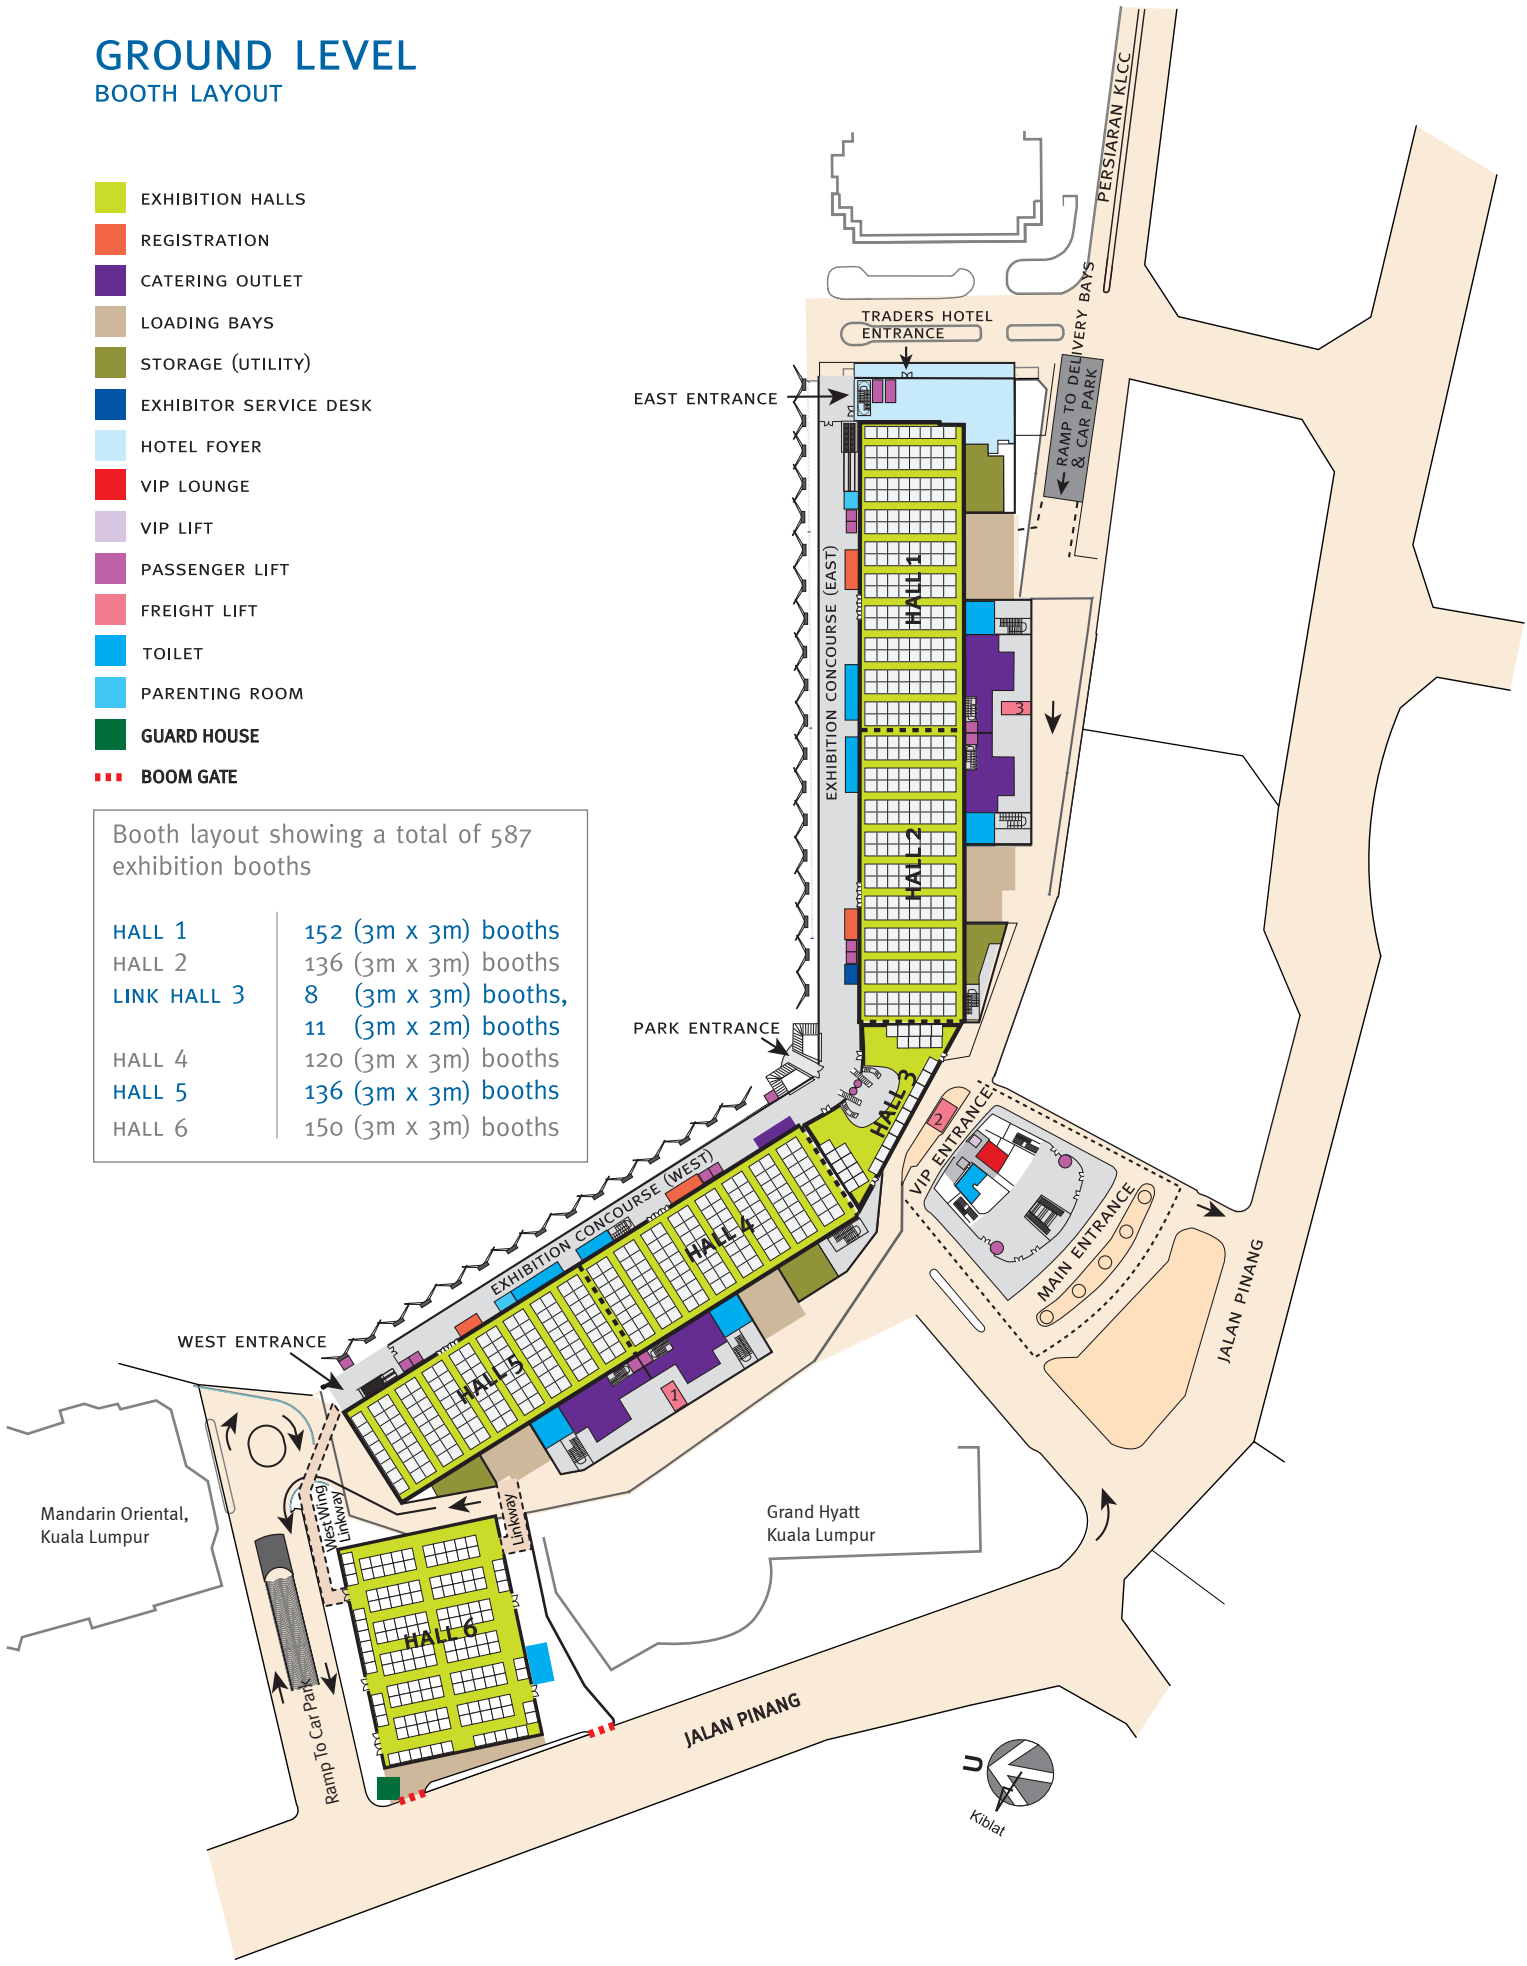 GROUND LEVEL
BOOTH LAYOUT
EXHIBITION HALLS
REGISTRATION
CATERING OUTLET
LOADING BAYS
STORAGE (UTILITY)
EXHIBITOR SERVICE DESK
HOTEL FOYER
VIP LOUNGE
VIP LIFT
PASSENGER LIFT
FREIGHT LIFT
TOILET
PARENTING ROOM
GUARD HOUSE
BOOM GATE
Booth layout showing a total of 587
exhibition booths
HALL 1 152 (3m x 3m) booths
HALL 2 136 (3m x 3m) booths
LINK HALL 3 8 (3m x 3m) booths,
11 (3m x 2m) booths
HALL 4 120 (3m x 3m) booths
HALL 5 136 (3m x 3m) booths
HALL 6 150 (3m x 3m) booths
PERSIARAN KLCC
TRADERS HOTEL
ENTRANCE
EAST ENTRANCE
RAMP TO DELIVERY BAYS
& CAR PARK
EXHIBITION CONCOURSE (EAST)
HALL 1
3
HALL 2
PARK ENTRANCE
HALL 3
2
VIP ENTRANCE
MAIN ENTRANCE
JALAN PINANG
EXHIBITION CONCOURSE (WEST)
HALL 4
WEST ENTRANCE
HALL 5
1
Mandarin Oriental,
Kuala Lumpur
West Wing
Linkway
Linkway
Grand Hyatt
Kuala Lumpur
HALL 6
Ramp To Car Park
JALAN PINANG
U
Kiblat